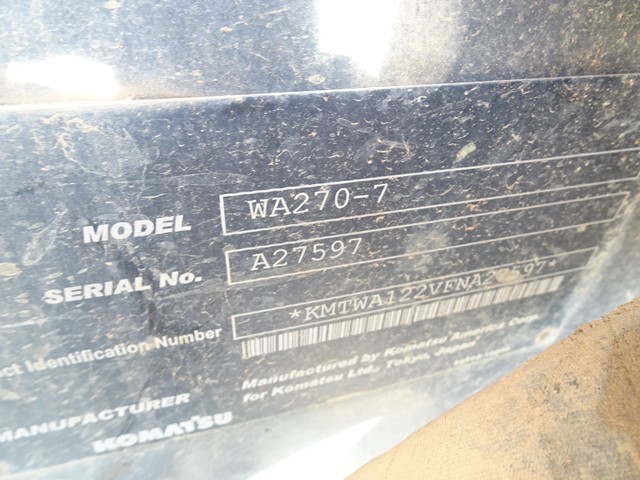 MODEL WA270-7
SERIAL No. A27597
ct Identification Number *KMTWA122VFNA27597*
Manufactured by Komatsu America Corp.
for Komatsu Ltd., Tokyo, Japan
MANUFACTURER
KOMATSU